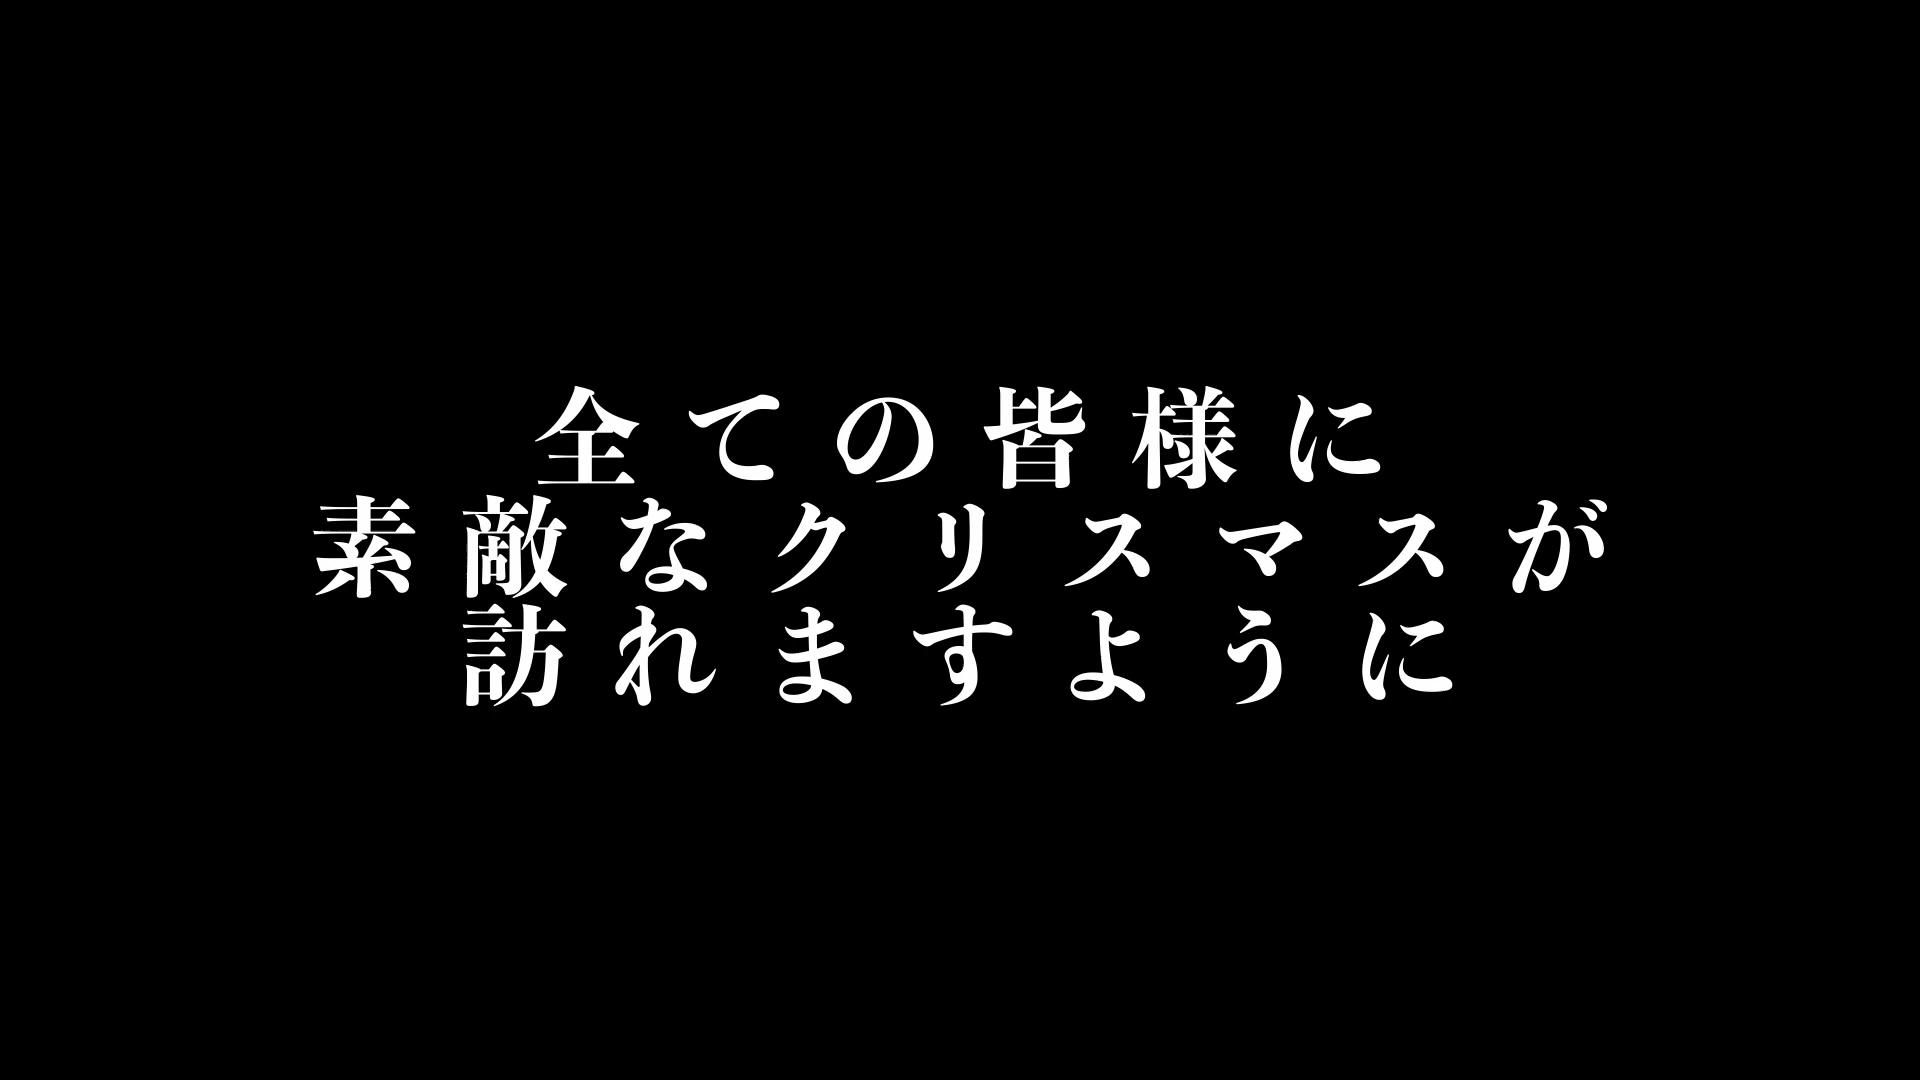 全ての皆様に
素敵なクリスマスが
訪れますように